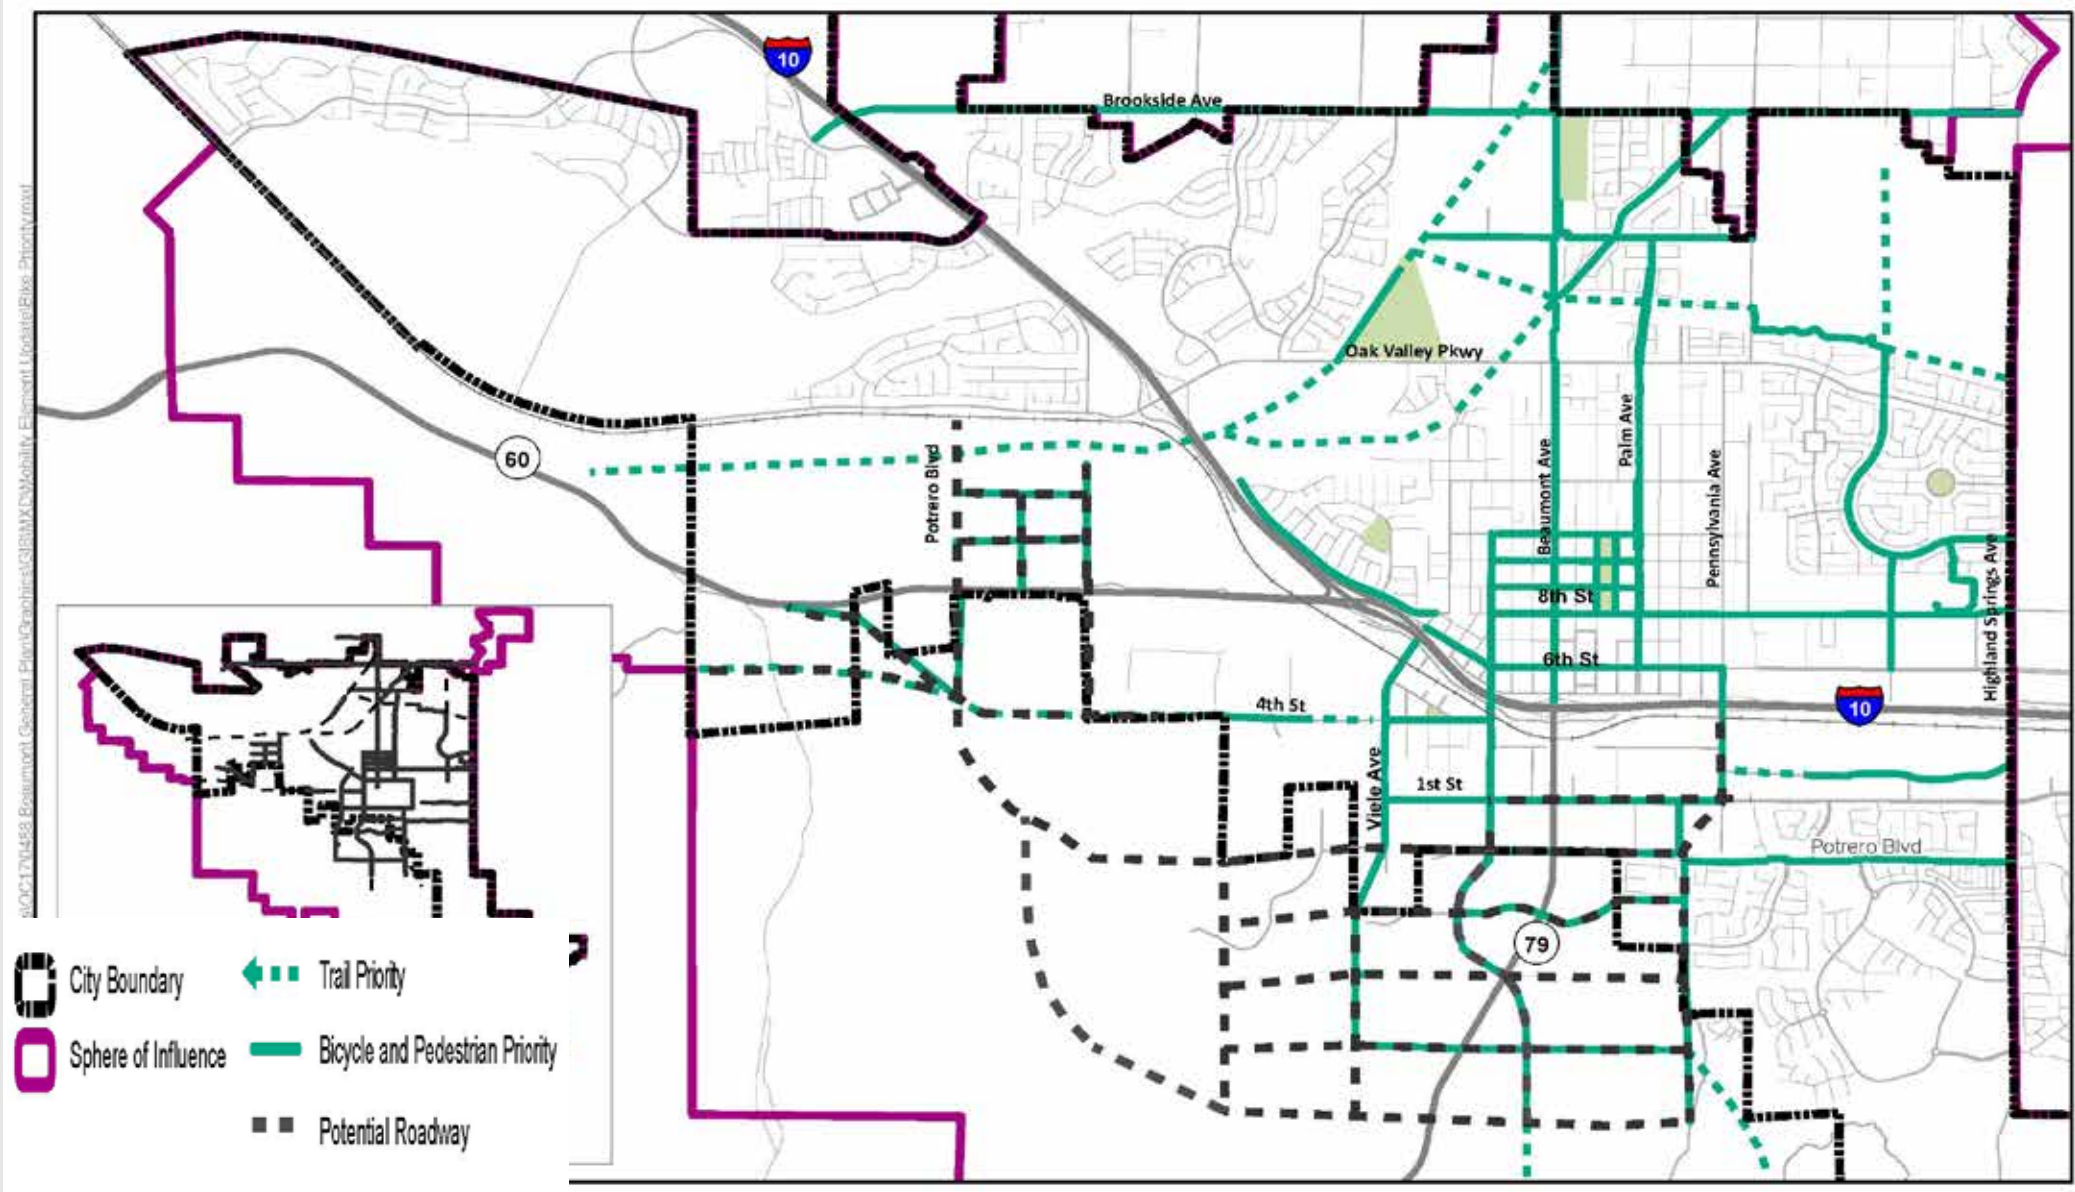 10
Brookside Ave
Oak Valley Pkwy
60
Potrero Blvd
Beaumont Ave
Palm Ave
Pennsylvania Ave
Highland Springs Ave
8th St
6th St
4th St
10
Viele Ave
1st St
Potrero Blvd
79
City Boundary
Trail Priority
Sphere of Influence
Bicycle and Pedestrian Priority
Potential Roadway